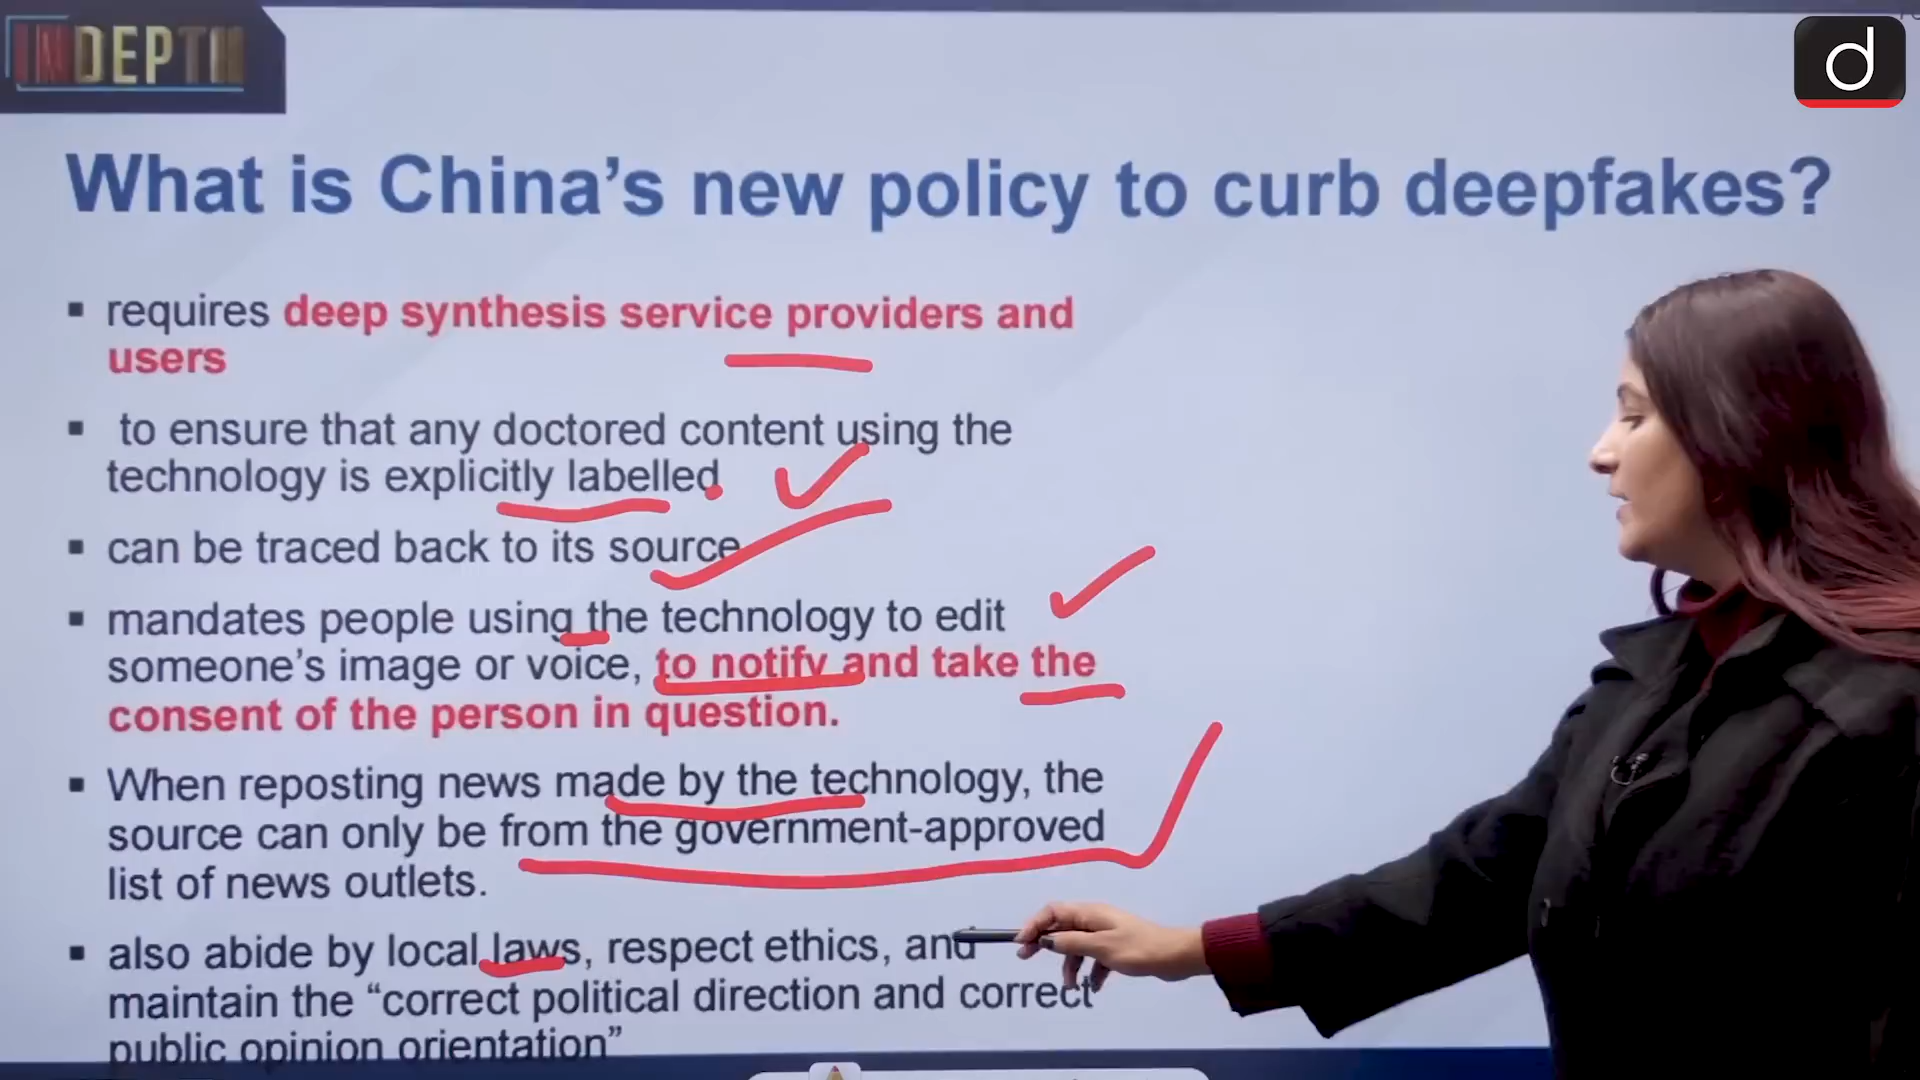 INDEPTH
d
What is China's new policy to curb deepfakes?
▪ requires deep synthesis service providers and
users
▪ to ensure that any doctored content using the
technology is explicitly labelled.
▪ can be traced back to its source
▪ mandates people using the technology to edit
someone's image or voice, to notify and take the
consent of the person in question.
▪ When reposting news made by the technology, the
source can only be from the government-approved
list of news outlets.
▪ also abide by local laws, respect ethics, and
maintain the “correct political direction and correct
public opinion orientation”